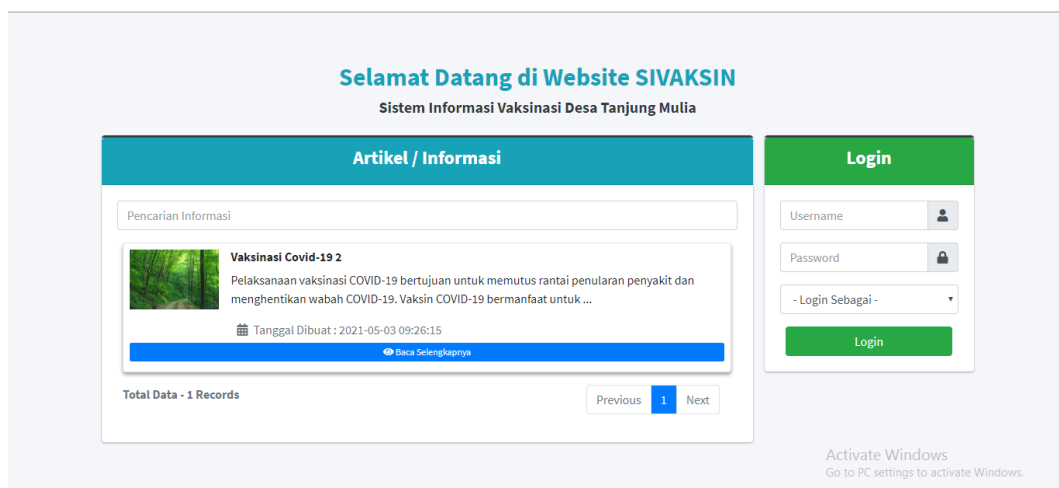 Selamat Datang di Website SIVAKSIN
Sistem Informasi Vaksinasi Desa Tanjung Mulia
Artikel / Informasi
Pencarian Informasi
Vaksinasi Covid-19 2
Pelaksanaan vaksinasi COVID-19 bertujuan untuk memutus rantai penularan penyakit dan
menghentikan wabah COVID-19. Vaksin COVID-19 bermanfaat untuk ...
Tanggal Dibuat : 2021-05-03 09:26:15
Baca Selengkapnya
Total Data - 1 Records
Previous 1 Next
Login
Username
Password
- Login Sebagai -
Login
Activate Windows
Go to PC settings to activate Windows.